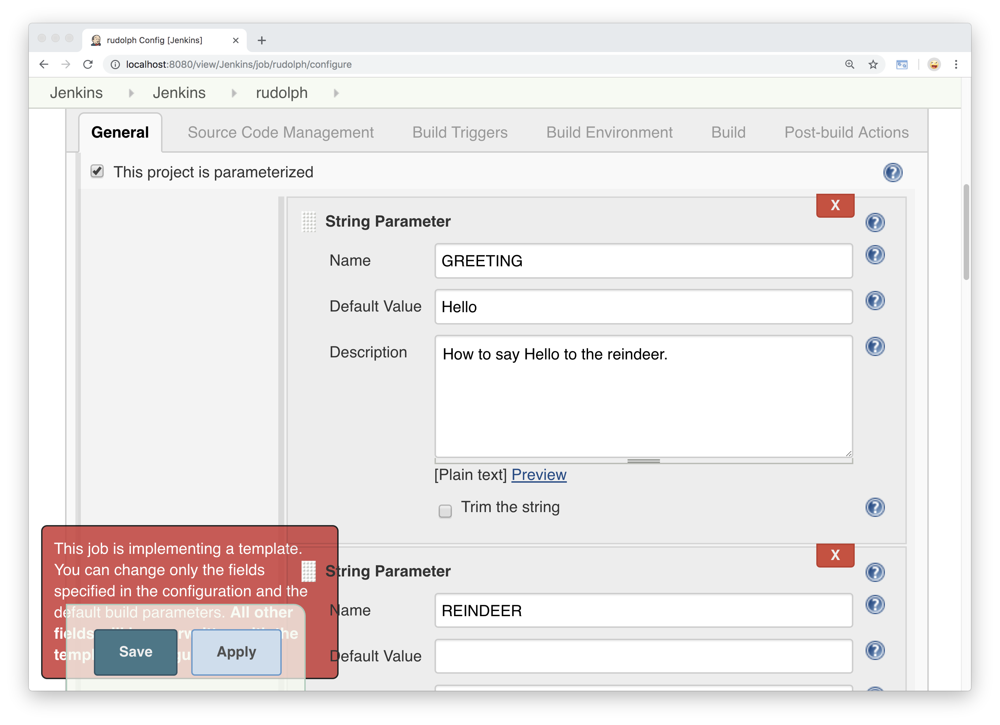 rudolph Config [Jenkins]
localhost:8080/view/Jenkins/job/rudolph/configure
Jenkins Jenkins rudolph
General Source Code Management Build Triggers Build Environment Build Post-build Actions
This project is parameterized
X
String Parameter
Name GREETING
Default Value Hello
Description How to say Hello to the reindeer.
[Plain text] Preview
Trim the string
X
String Parameter
Name REINDEER
Default Value
This job is implementing a template.
You can change only the fields
specified in the configuration and the
default build parameters. All other
fields the
Save Apply